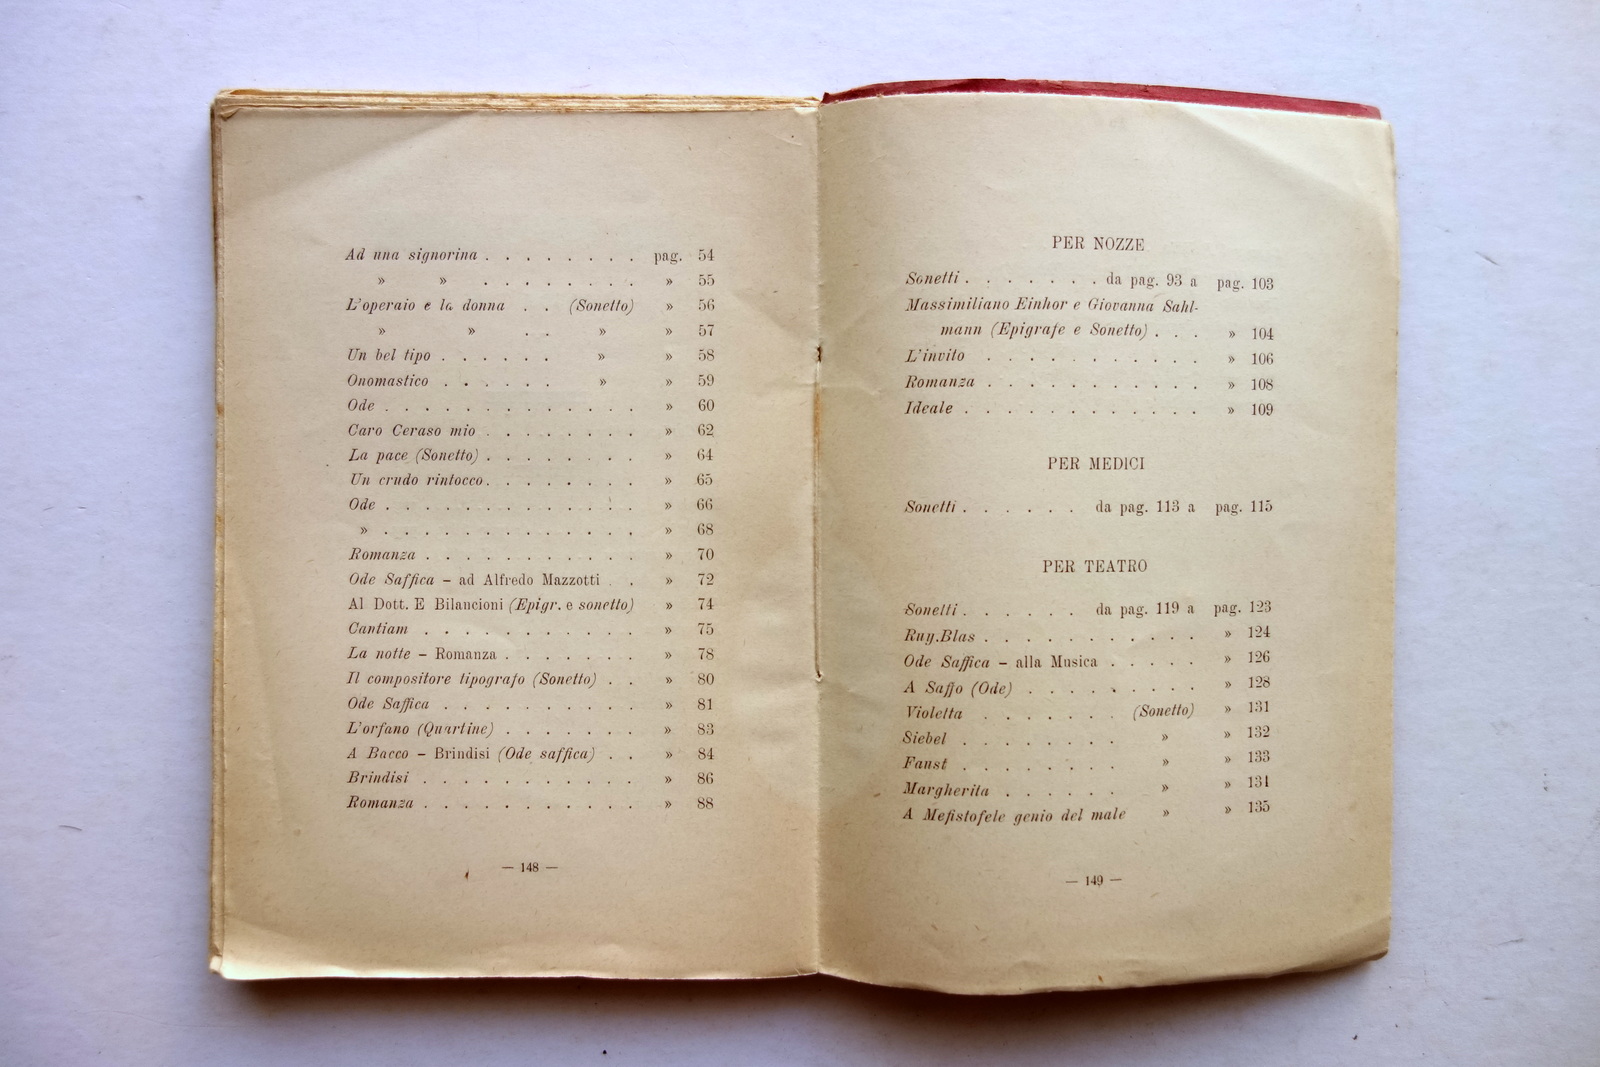 Ad una signorina . . . . . . . . pag. 54
» » . . . . . . . . » 55
L'operaio e la donna . . (Sonetto) » 56
» » . . » » 57
Un bel tipo . . . . . . » » 58
Onomastico . . . . . . » » 59
Ode . . . . . . . . . . . . . » 60
Caro Ceraso mio . . . . . . . . » 62
La pace (Sonetto) . . . . . . . . » 64
Un crudo rintocco . . . . . . . . » 65
Ode . . . . . . . . . . . . . » 66
» . . . . . . . . . . . . . » 68
Romanza . . . . . . . . . . . » 70
Ode Saffica – ad Alfredo Mazzotti . . » 72
Al Dott. E Bilancioni (Epigr. e sonetto) » 74
Cantiam . . . . . . . . . . . » 75
La notte – Romanza . . . . . . . » 78
Il compositore tipografo (Sonetto) . . » 80
Ode Saffica . . . . . . . . . . » 81
L'orfano (Quartine) . . . . . . . » 83
A Bacco – Brindisi (Ode saffica) . . » 84
Brindisi . . . . . . . . . . . » 86
Romanza . . . . . . . . . . . » 88
— 148 —
PER NOZZE
Sonetti . . . . . . . da pag. 93 a pag. 103
Massimiliano Einhor e Giovanna Sahl-
mann (Epigrafe e Sonetto) . . . » 104
L'invito . . . . . . . . . . . » 106
Romanza . . . . . . . . . . . » 108
Ideale . . . . . . . . . . . . » 109
PER MEDICI
Sonetti . . . . . . da pag. 113 a pag. 115
PER TEATRO
Sonetti . . . . . . da pag. 119 a pag. 123
Ruy.Blas . . . . . . . . . . . » 124
Ode Saffica – alla Musica . . . . . » 126
A Saffo (Ode) . . . . . . . . . » 128
Violetta . . . . . . . (Sonetto) » 131
Siebel . . . . . . . . » » 132
Faust . . . . . . . . » » 133
Margherita . . . . . . » » 134
A Mefistofele genio del male » » 135
— 149 —